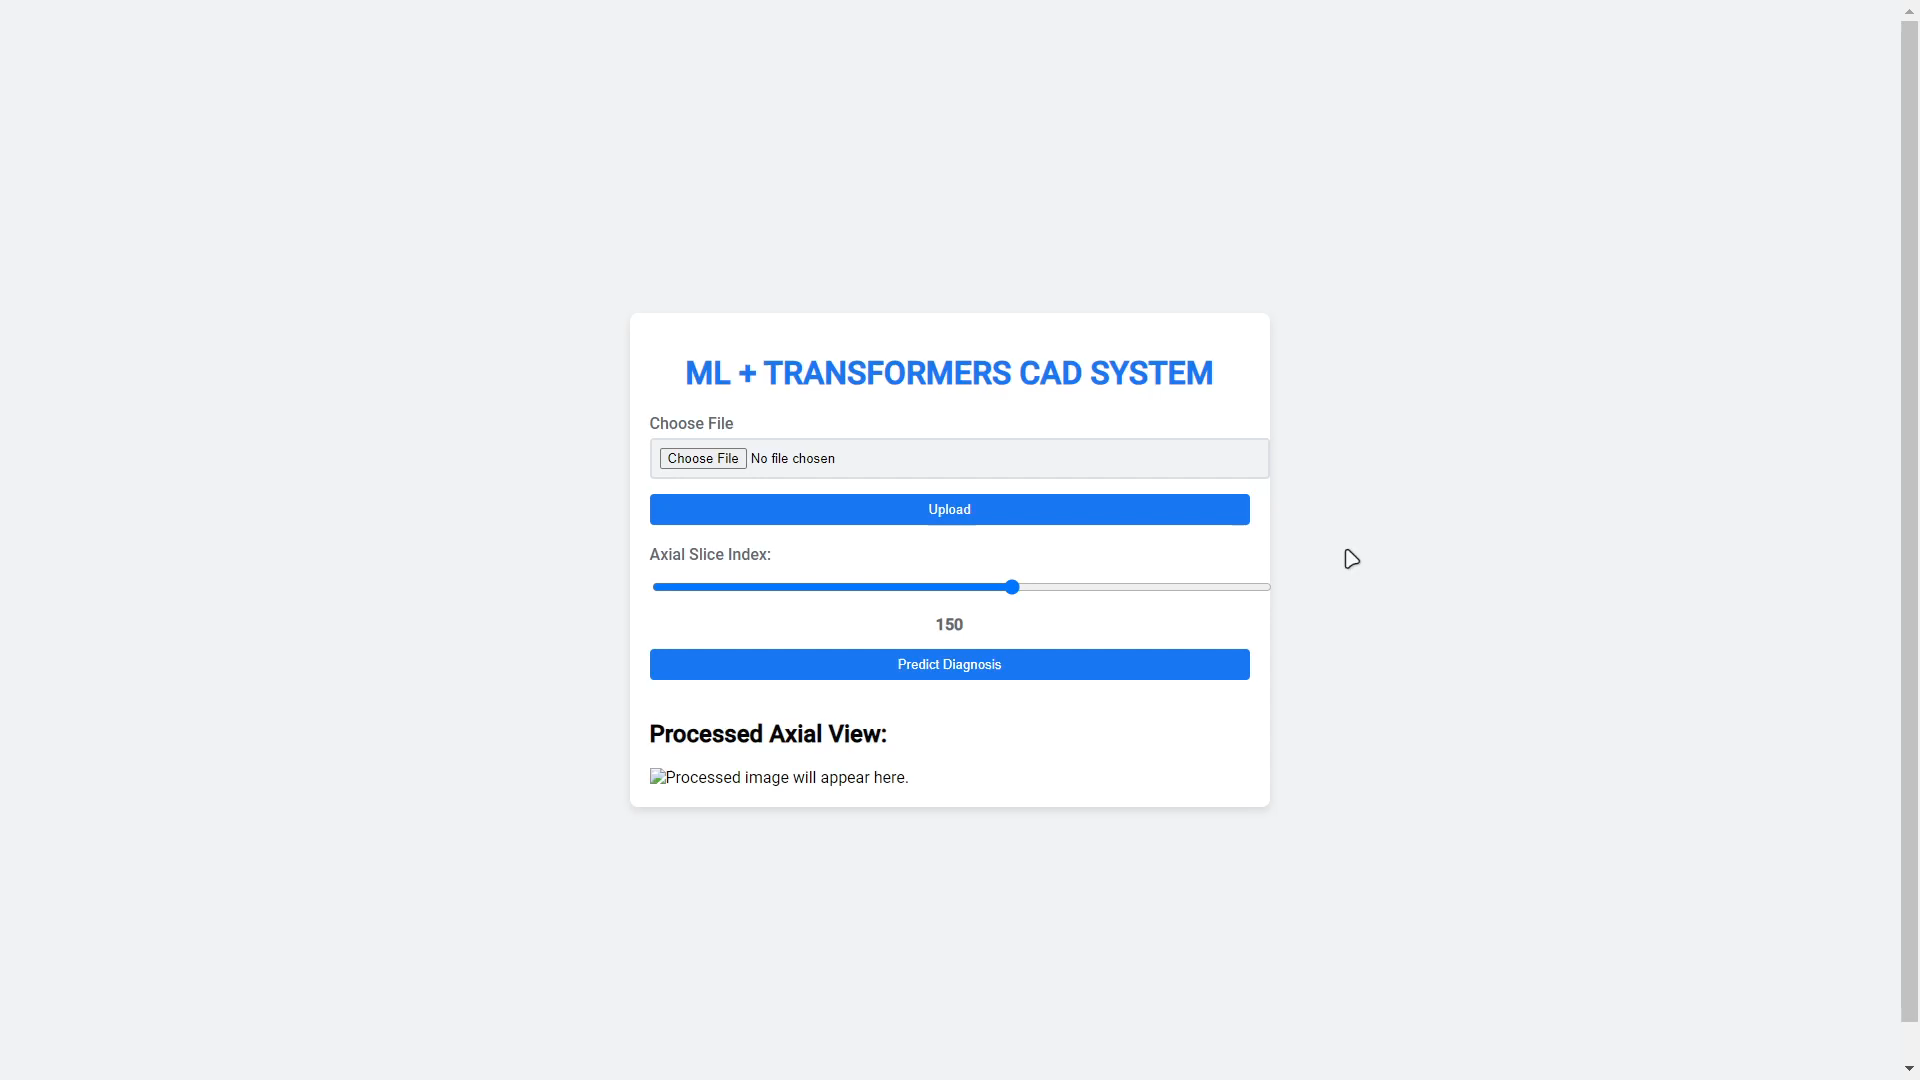 ML + TRANSFORMERS CAD SYSTEM
Choose File
Choose File No file chosen
Upload
Axial Slice Index:
150
Predict Diagnosis
Processed Axial View:
Processed image will appear here.